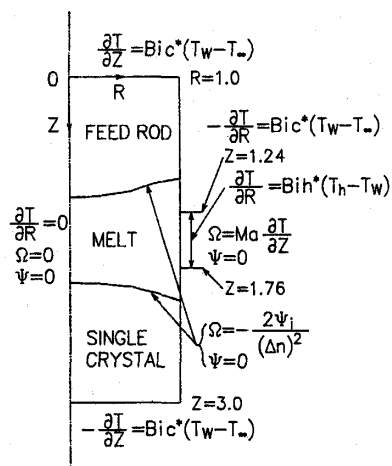 ∂T/∂Z=Bic*(Tw−T∞)
O
R
R=1.0
Z
FEED ROD
−∂T/∂R=Bic*(Tw−T∞)
Z=1.24
∂T/∂R=Bih*(Th−Tw)
∂T/∂R=0
Ω=0
Ψ=0
MELT
Ω=Ma ∂T/∂Z
Ψ=0
Z=1.76
SINGLE
CRYSTAL
Ω=−2Ψi/(Δn)²
Ψ=0
Z=3.0
−∂T/∂Z=Bic*(Tw−T∞)